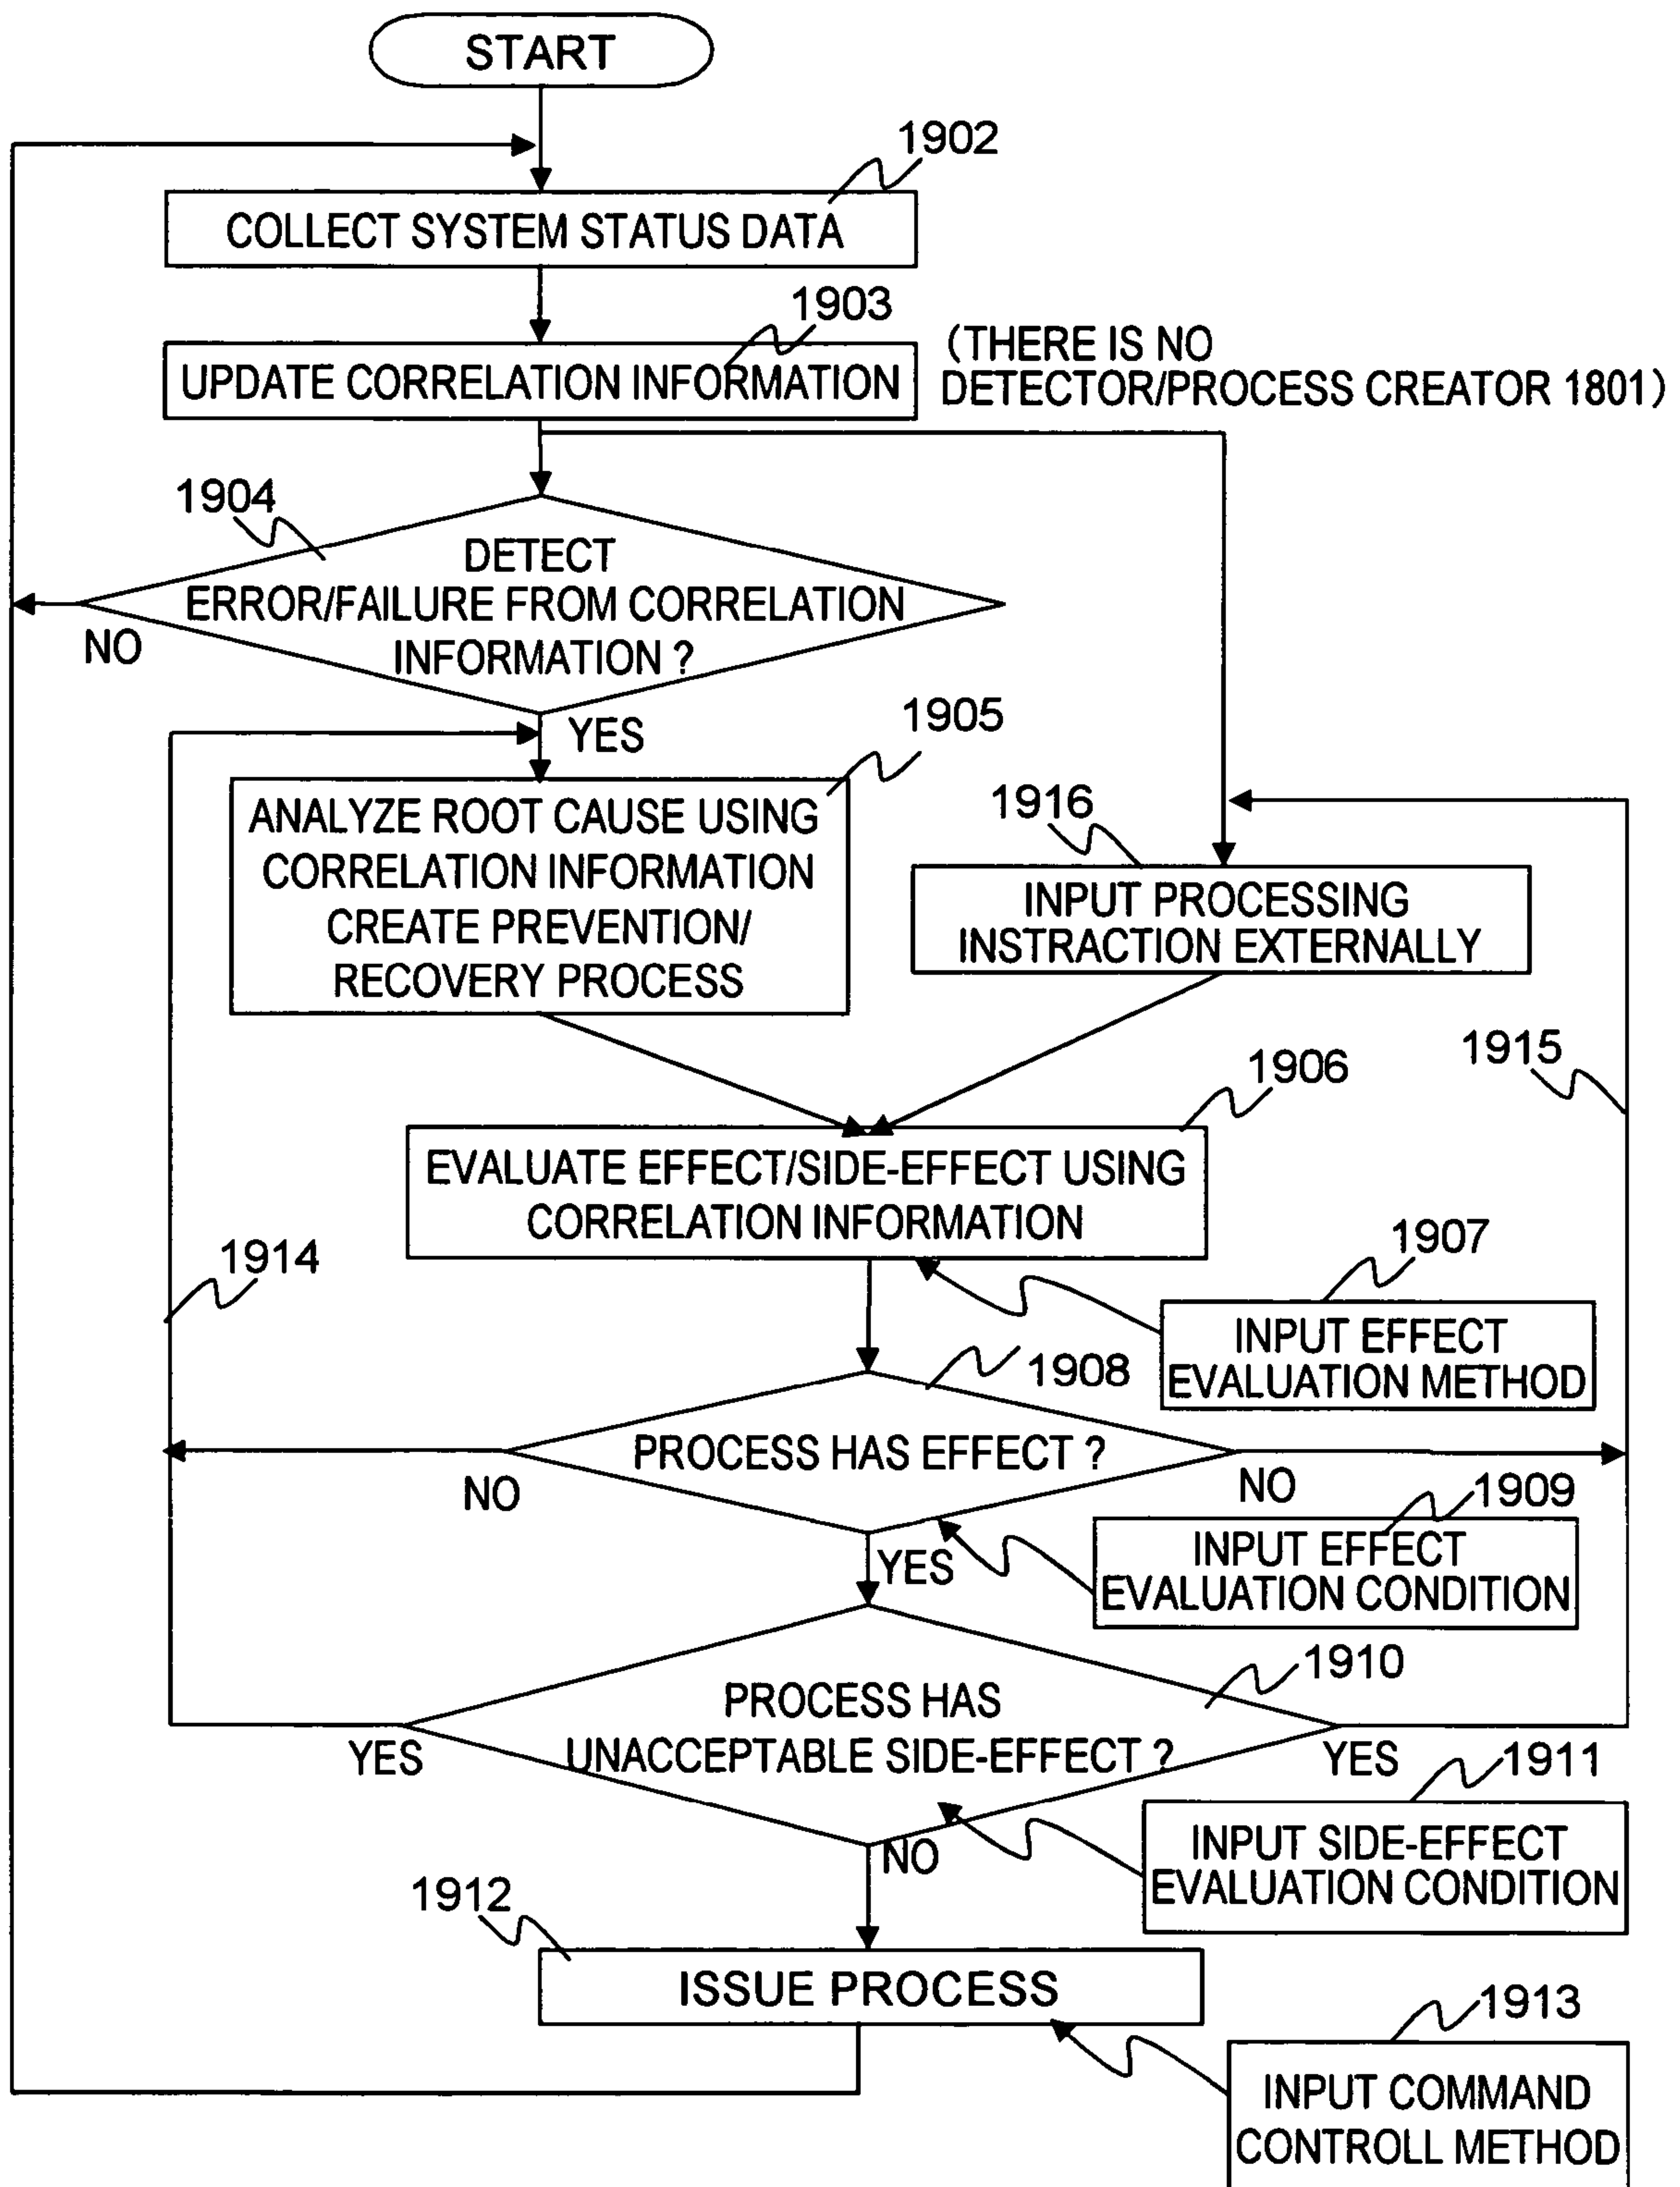 START
1902
COLLECT SYSTEM STATUS DATA
1903
UPDATE CORRELATION INFORMATION
(THERE IS NO
DETECTOR/PROCESS CREATOR 1801)
1904
DETECT
ERROR/FAILURE FROM CORRELATION
INFORMATION ?
NO
YES
1905
ANALYZE ROOT CAUSE USING
CORRELATION INFORMATION
CREATE PREVENTION/
RECOVERY PROCESS
1916
INPUT PROCESSING
INSTRACTION EXTERNALLY
1915
1906
EVALUATE EFFECT/SIDE-EFFECT USING
CORRELATION INFORMATION
1914
1907
INPUT EFFECT
EVALUATION METHOD
1908
PROCESS HAS EFFECT ?
NO
NO
1909
INPUT EFFECT
EVALUATION CONDITION
YES
1910
PROCESS HAS
UNACCEPTABLE SIDE-EFFECT ?
YES
YES
1911
INPUT SIDE-EFFECT
EVALUATION CONDITION
NO
1912
ISSUE PROCESS
1913
INPUT COMMAND
CONTROLL METHOD